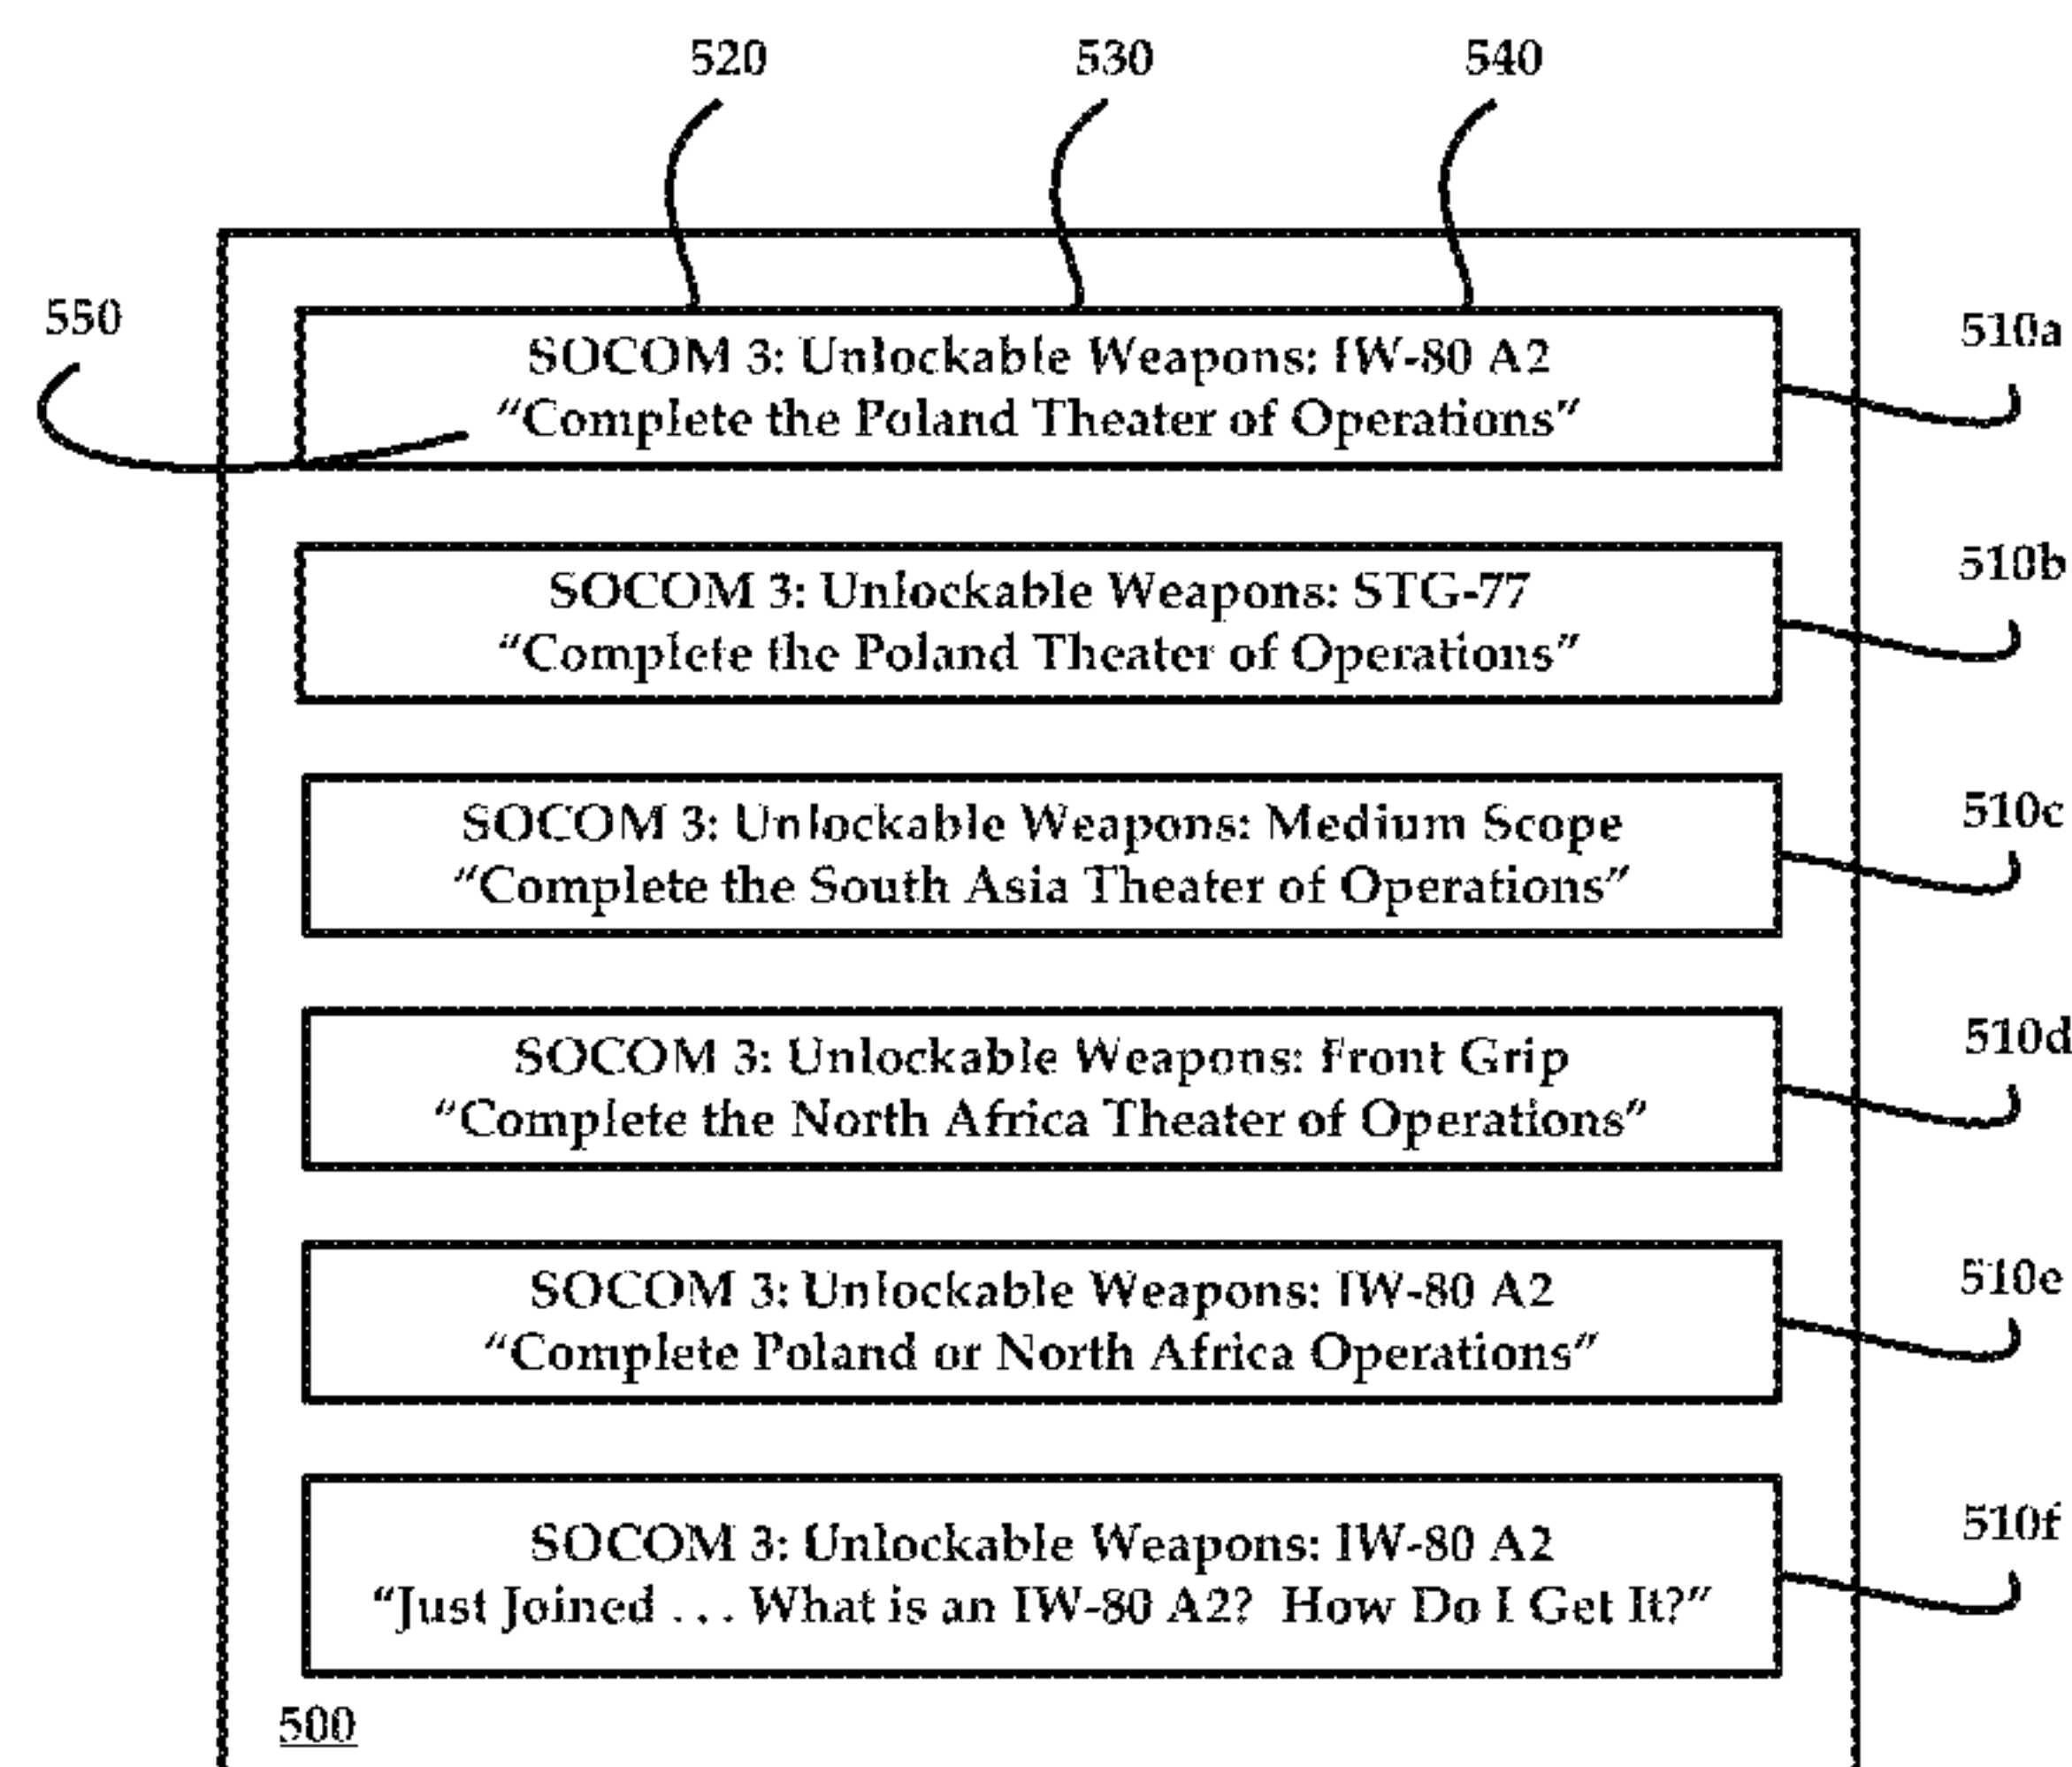 520 530 540
550
510a
SOCOM 3: Unlockable Weapons: IW-80 A2
"Complete the Poland Theater of Operations"
510b
SOCOM 3: Unlockable Weapons: STG-77
"Complete the Poland Theater of Operations"
510c
SOCOM 3: Unlockable Weapons: Medium Scope
"Complete the South Asia Theater of Operations"
510d
SOCOM 3: Unlockable Weapons: Front Grip
"Complete the North Africa Theater of Operations"
510e
SOCOM 3: Unlockable Weapons: IW-80 A2
"Complete Poland or North Africa Operations"
510f
SOCOM 3: Unlockable Weapons: IW-80 A2
"Just Joined . . . What is an IW-80 A2? How Do I Get It?"
500